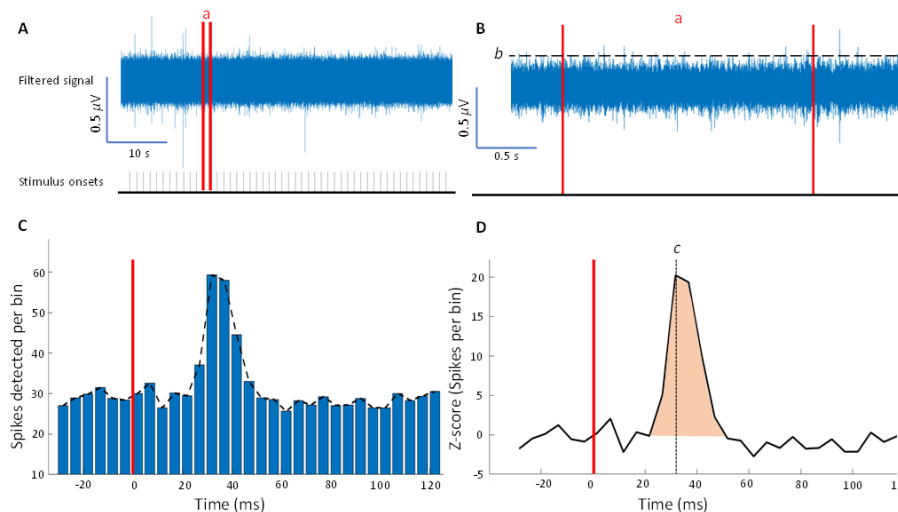 A
a
Filtered signal
0.5 μV
10 s
Stimulus onsets
B
a
b
0.5 μV
0.5 s
C
Spikes detected per bin
60
50
40
30
20
10
-20
0
20
40
60
80
100
120
Time (ms)
D
c
Z-score (Spikes per bin)
20
15
10
5
0
-5
-20
0
20
40
60
80
100
Time (ms)